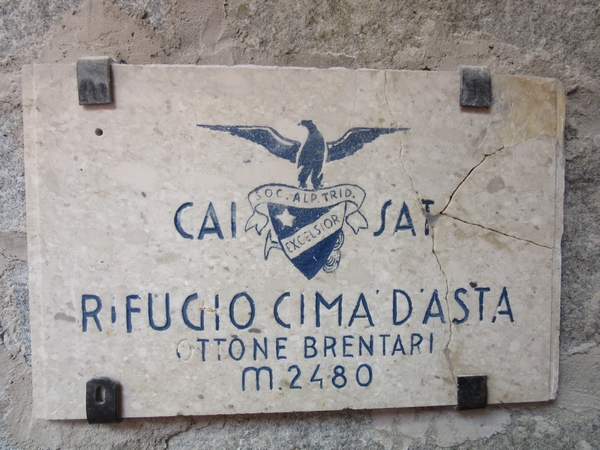 SOC. ALP. TRID.
CAI SAT
EXCELSIOR
RIFUGIO CIMA D'ASTA
OTTONE BRENTARI
m. 2480